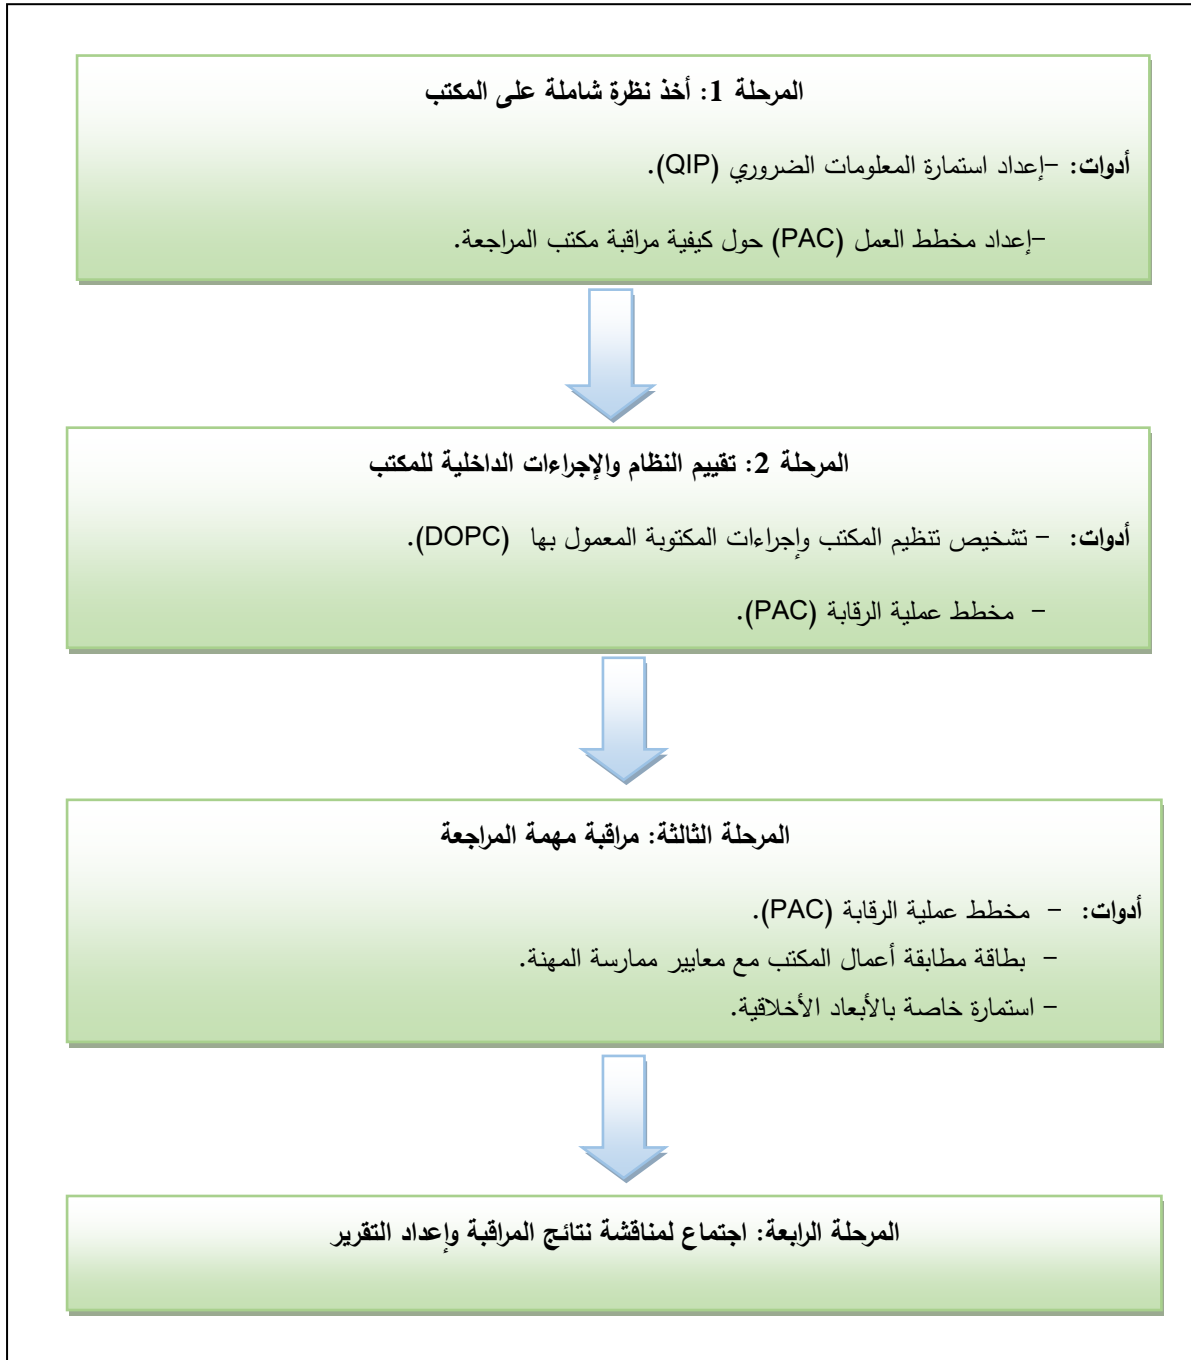 المرحلة 1: أخذ نظرة شاملة على المكتب
أدوات: -إعداد استمارة المعلومات الضروري (QIP).
-إعداد مخطط العمل (PAC) حول كيفية مراقبة مكتب المراجعة.
المرحلة 2: تقييم النظام والإجراءات الداخلية للمكتب
أدوات: - تشخيص تنظيم المكتب وإجراءات المكتوبة المعمول بها (DOPC).
- مخطط عملية الرقابة (PAC).
المرحلة الثالثة: مراقبة مهمة المراجعة
أدوات: - مخطط عملية الرقابة (PAC).
- بطاقة مطابقة أعمال المكتب مع معايير ممارسة المهنة.
- استمارة خاصة بالأبعاد الأخلاقية.
المرحلة الرابعة: اجتماع لمناقشة نتائج المراقبة وإعداد التقرير